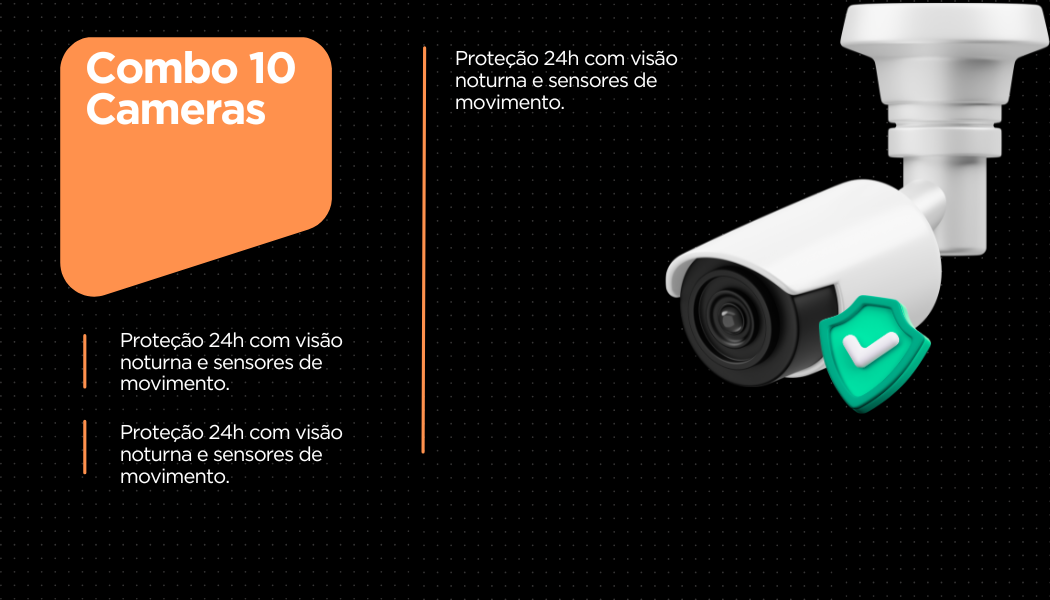 Combo 10
Cameras
Proteção 24h com visão
noturna e sensores de
movimento.
Proteção 24h com visão
noturna e sensores de
movimento.
Proteção 24h com visão
noturna e sensores de
movimento.